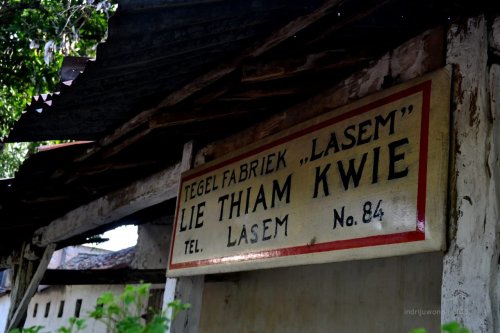 TEGEL FABRIEK „LASEM”
LIE THIAM KWIE
TEL. LASEM No. 84